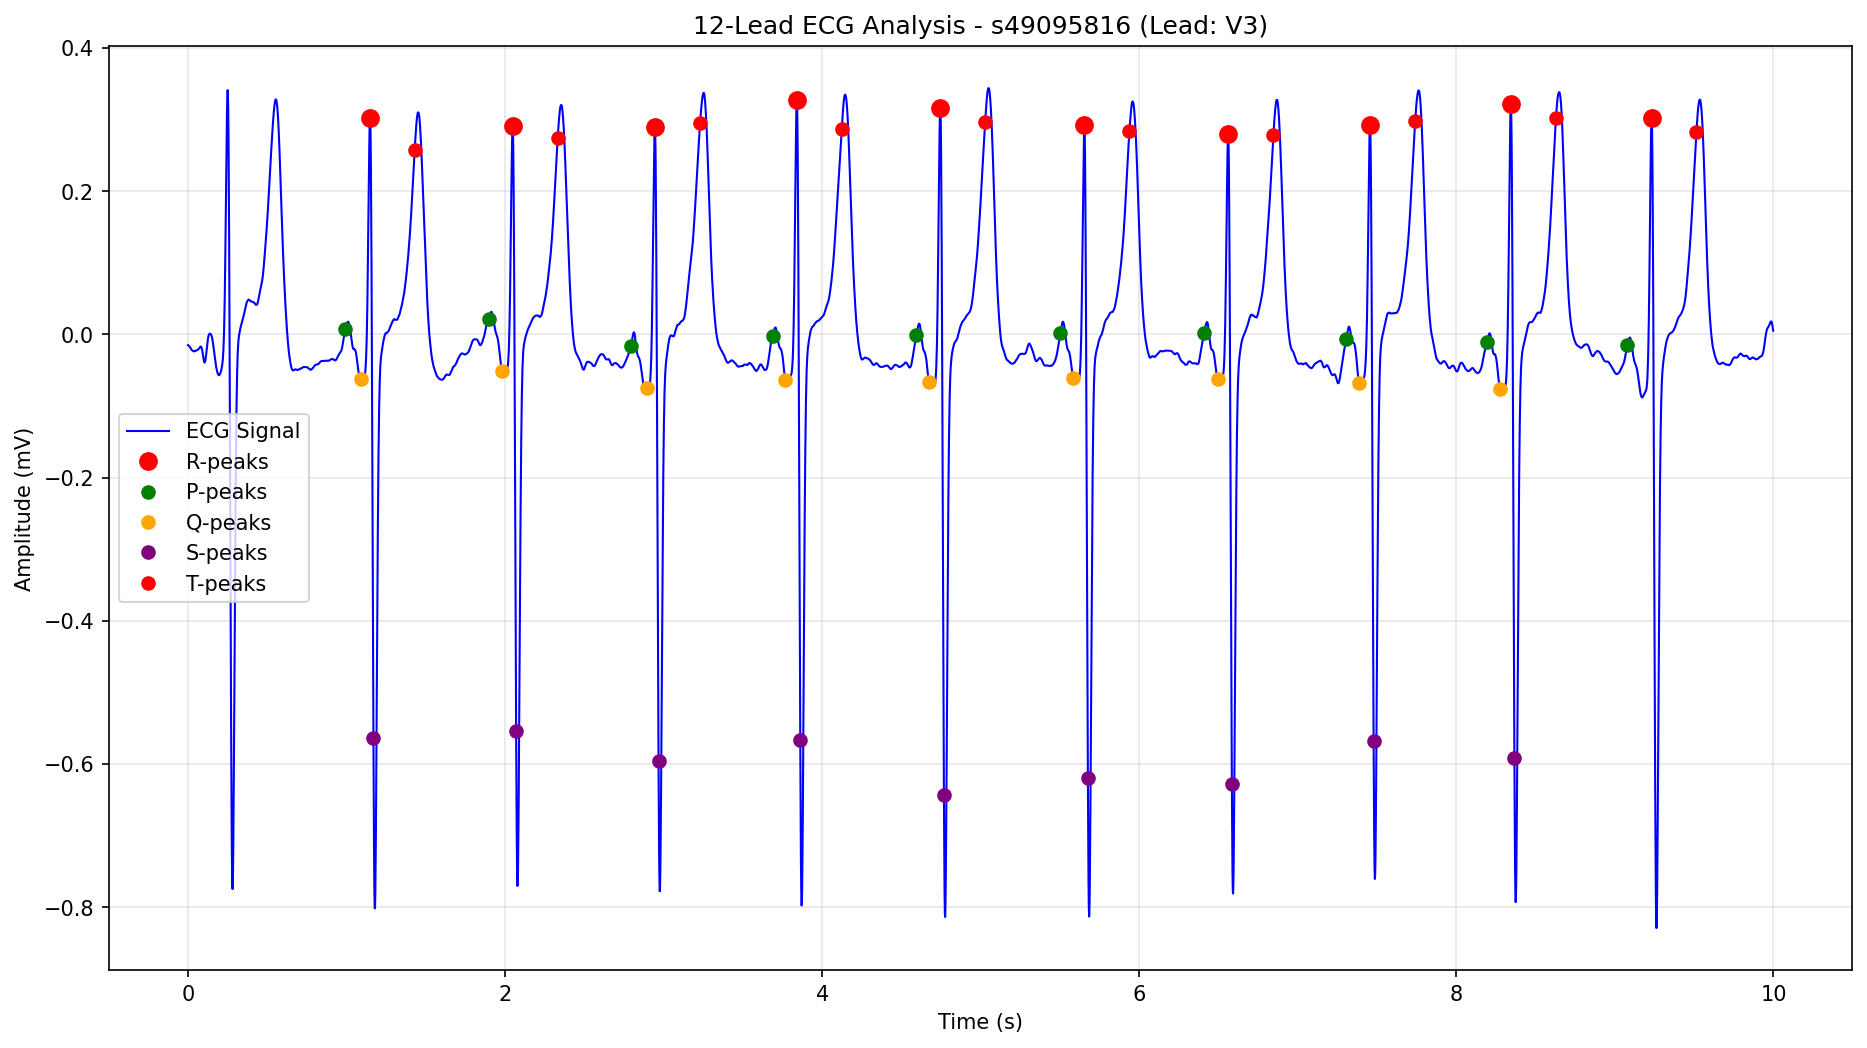 12-Lead ECG Analysis - s49095816 (Lead: V3)
0.4
0.2
0.0
−0.2
−0.4
−0.6
−0.8
Amplitude (mV)
ECG Signal
R-peaks
P-peaks
Q-peaks
S-peaks
T-peaks
0 2 4 6 8 10
Time (s)